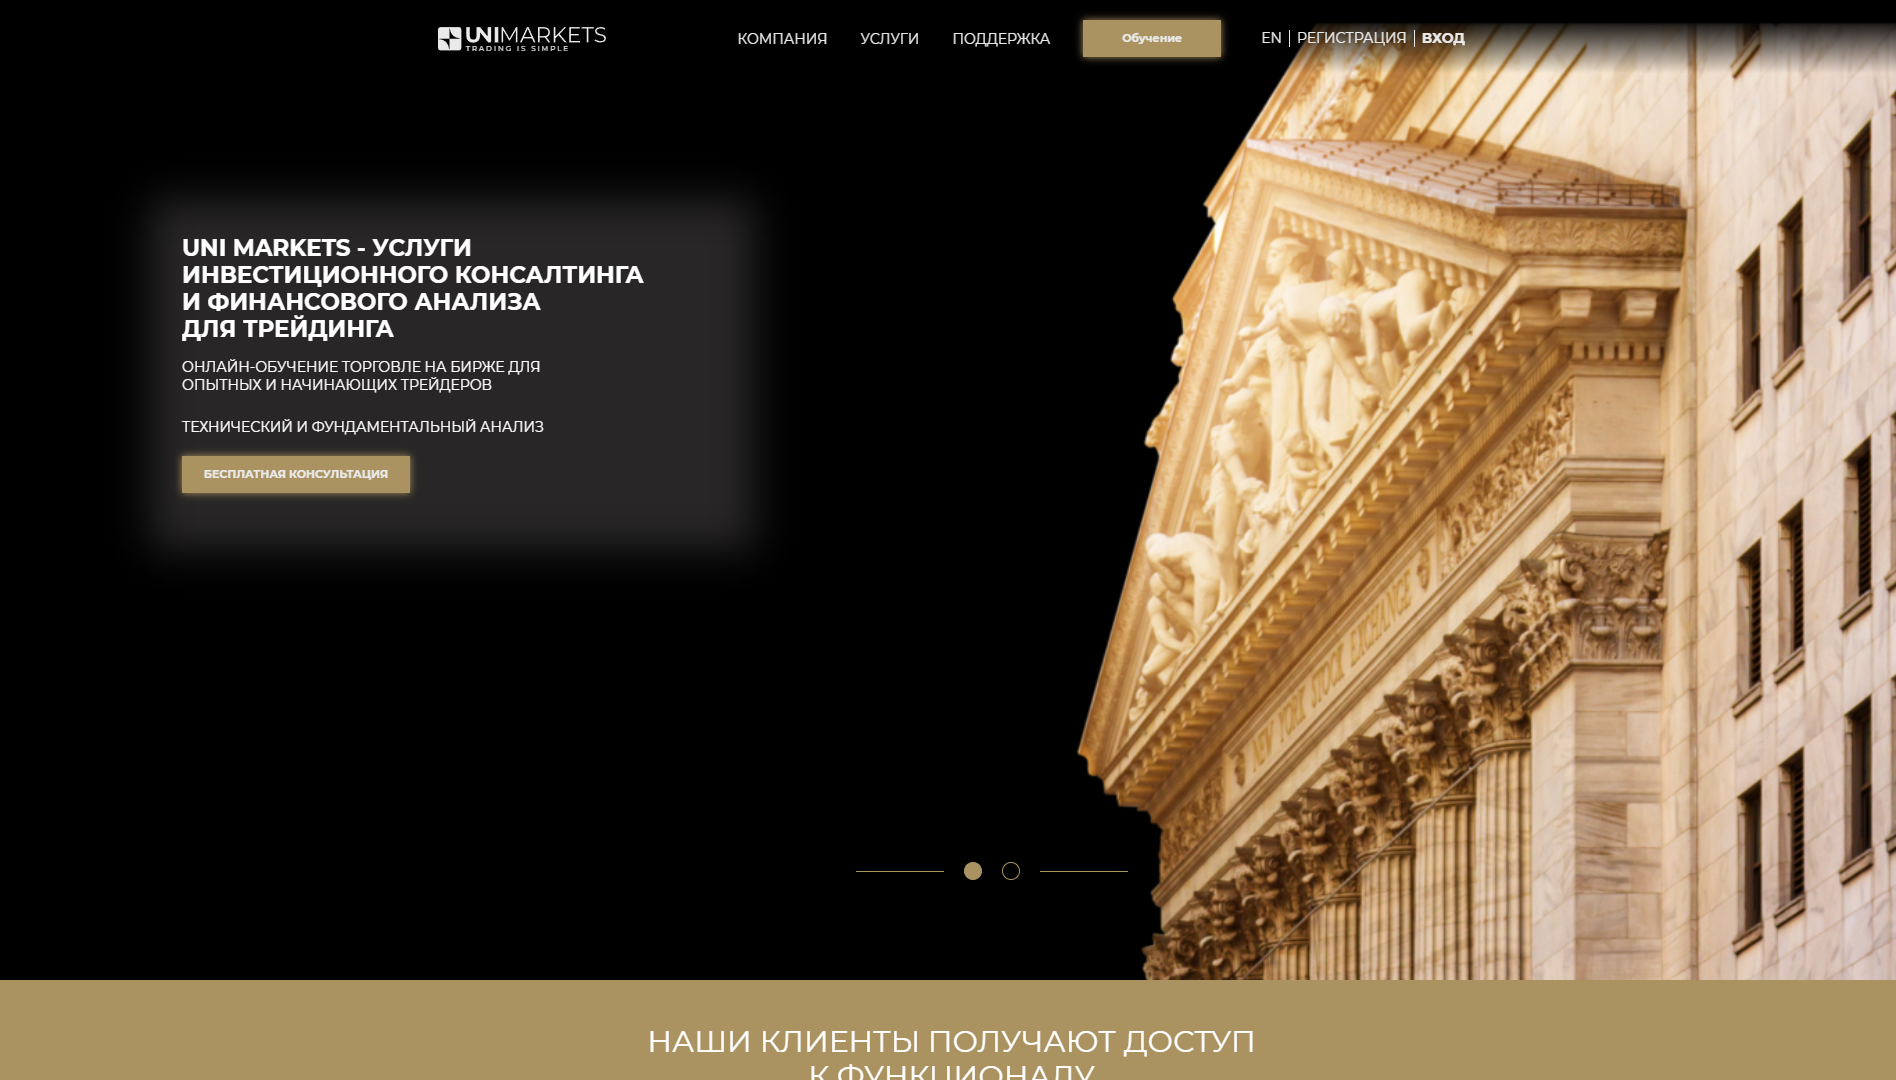 UNIMARKETS
TRADING IS SIMPLE
КОМПАНИЯ
УСЛУГИ
ПОДДЕРЖКА
Обучение
EN
РЕГИСТРАЦИЯ
ВХОД
UNI MARKETS - УСЛУГИ
ИНВЕСТИЦИОННОГО КОНСАЛТИНГА
И ФИНАНСОВОГО АНАЛИЗА
ДЛЯ ТРЕЙДИНГА
ОНЛАЙН-ОБУЧЕНИЕ ТОРГОВЛЕ НА БИРЖЕ ДЛЯ
ОПЫТНЫХ И НАЧИНАЮЩИХ ТРЕЙДЕРОВ
ТЕХНИЧЕСКИЙ И ФУНДАМЕНТАЛЬНЫЙ АНАЛИЗ
БЕСПЛАТНАЯ КОНСУЛЬТАЦИЯ
NEW YORK STOCK EXCHANGE
НАШИ КЛИЕНТЫ ПОЛУЧАЮТ ДОСТУП
К ФУНКЦИОНАЛУ